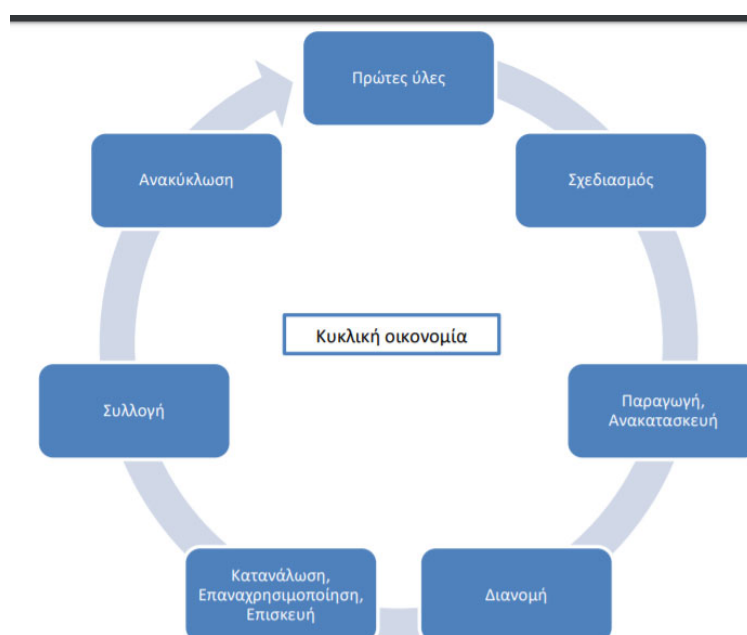 Πρώτες ύλες
Σχεδιασμός
Παραγωγή,
Ανακατασκευή
Διανομή
Κατανάλωση,
Επαναχρησιμοποίηση,
Επισκευή
Συλλογή
Ανακύκλωση
Κυκλική οικονομία